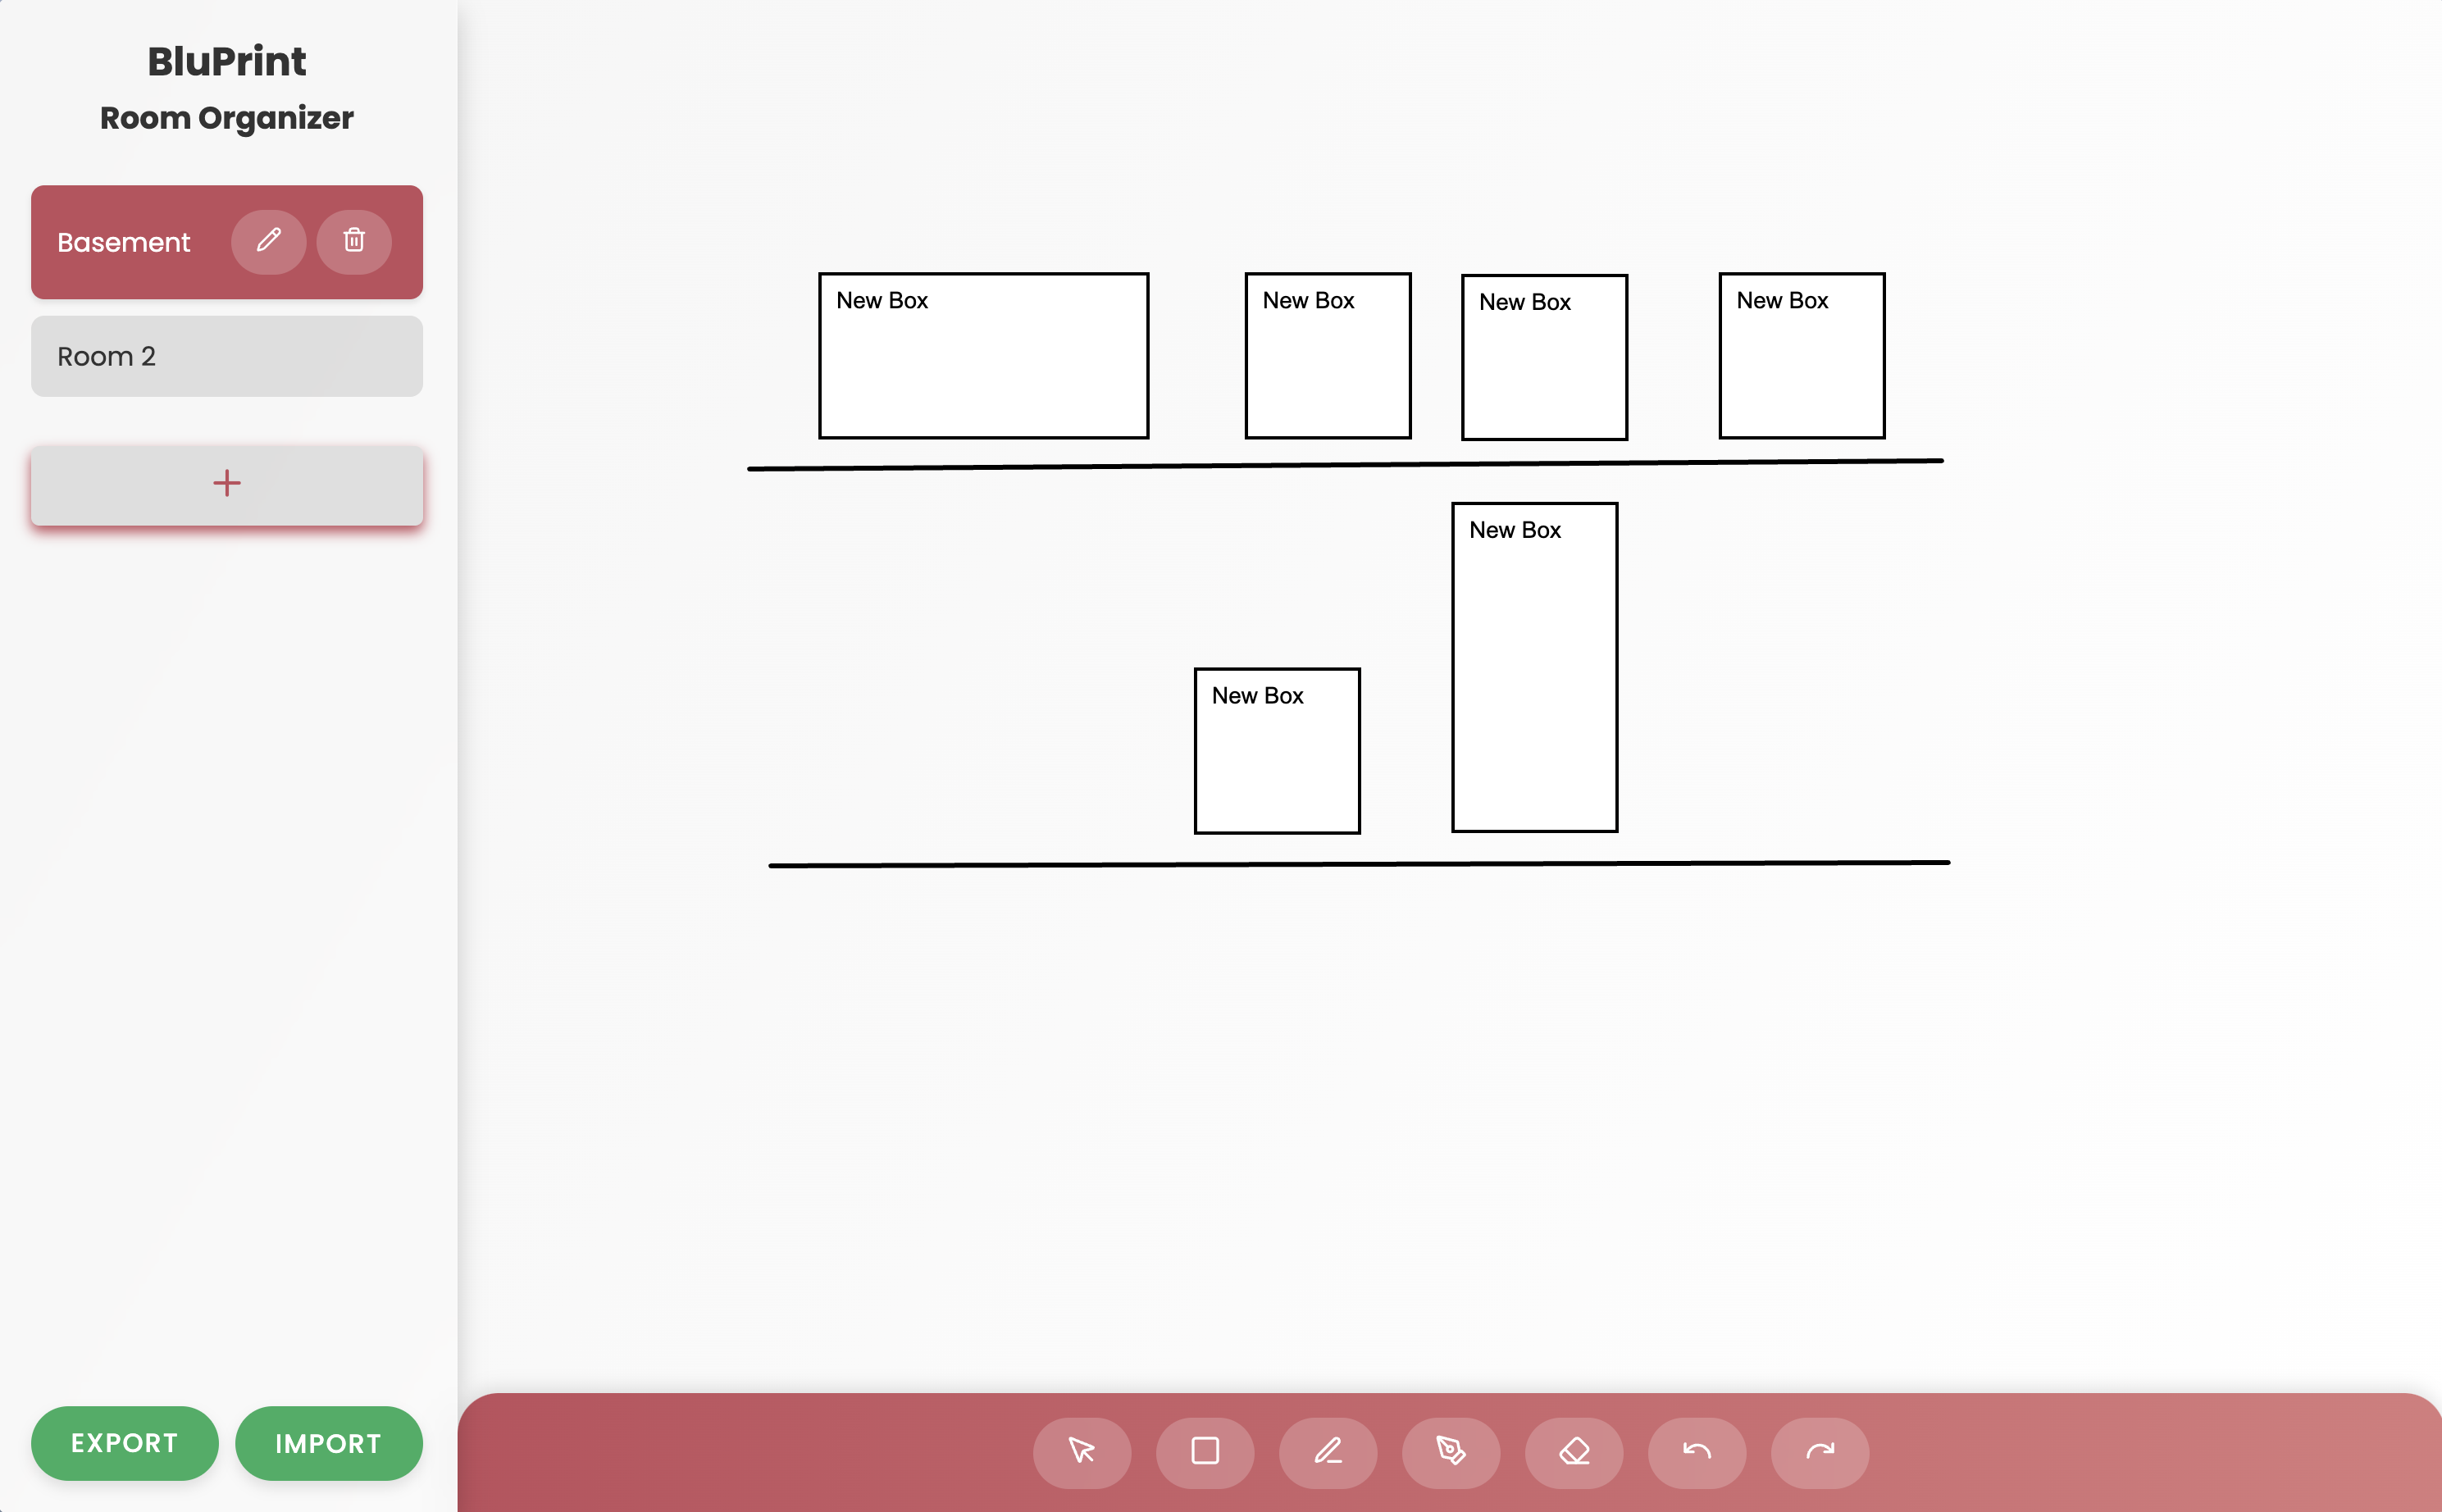 BluPrint
Room Organizer
Basement
Room 2
EXPORT
IMPORT
New Box
New Box
New Box
New Box
New Box
New Box